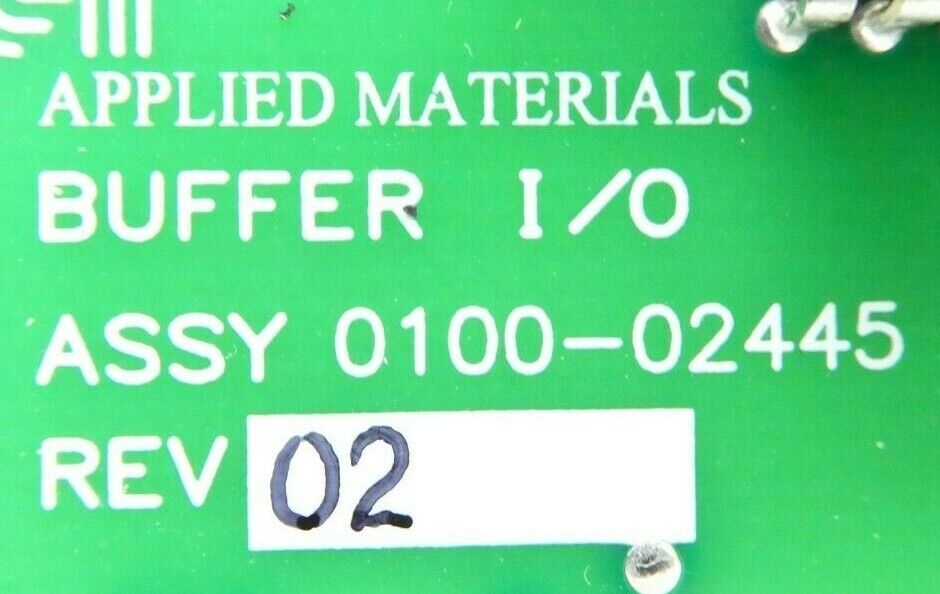 APPLIED MATERIALS
BUFFER I/O
ASSY 0100-02445
REV 02